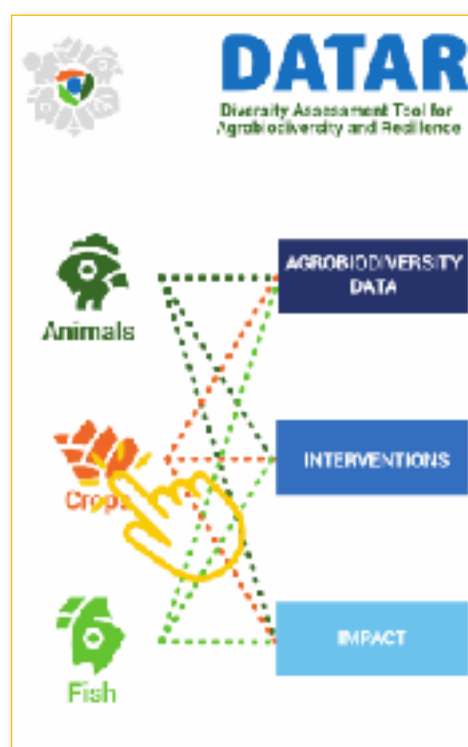 DATAR
Diversity Assessment Tool for
Agrobiodiversity and Resilience
AGROBIODIVERSITY
DATA
Animals
INTERVENTIONS
Crops
IMPACT
Fish